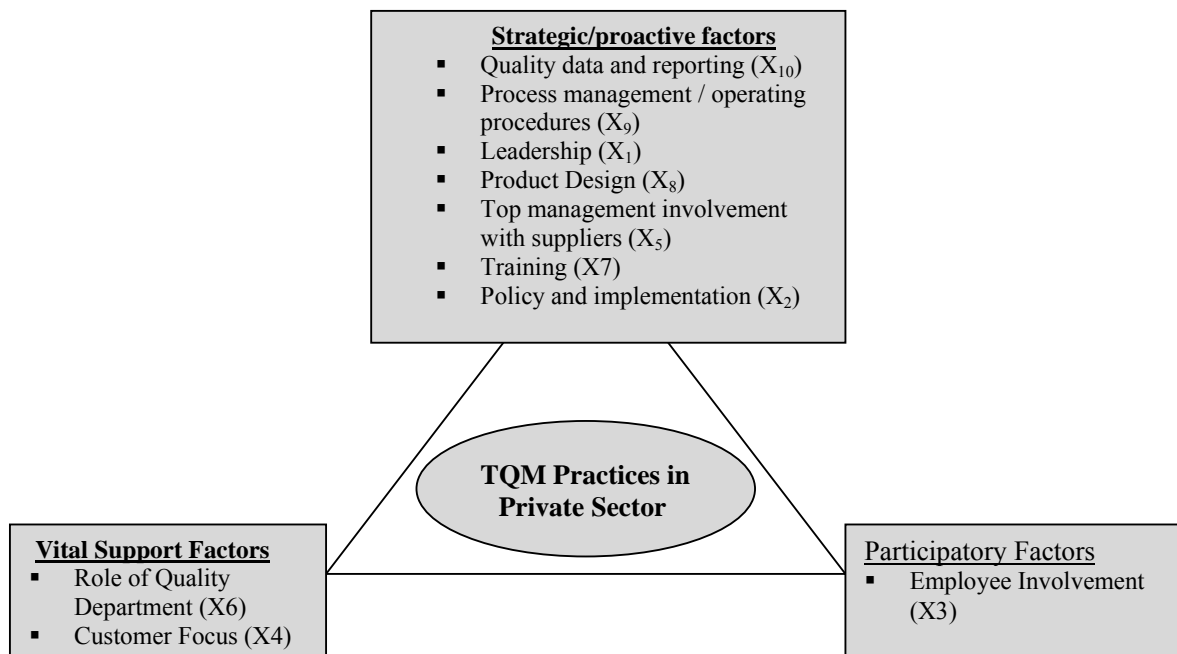 Strategic/proactive factors
▪ Quality data and reporting (X₁₀)
▪ Process management / operating
procedures (X₉)
▪ Leadership (X₁)
▪ Product Design (X₈)
▪ Top management involvement
with suppliers (X₅)
▪ Training (X7)
▪ Policy and implementation (X₂)
TQM Practices in
Private Sector
Vital Support Factors
▪ Role of Quality
Department (X6)
▪ Customer Focus (X4)
Participatory Factors
▪ Employee Involvement
(X3)